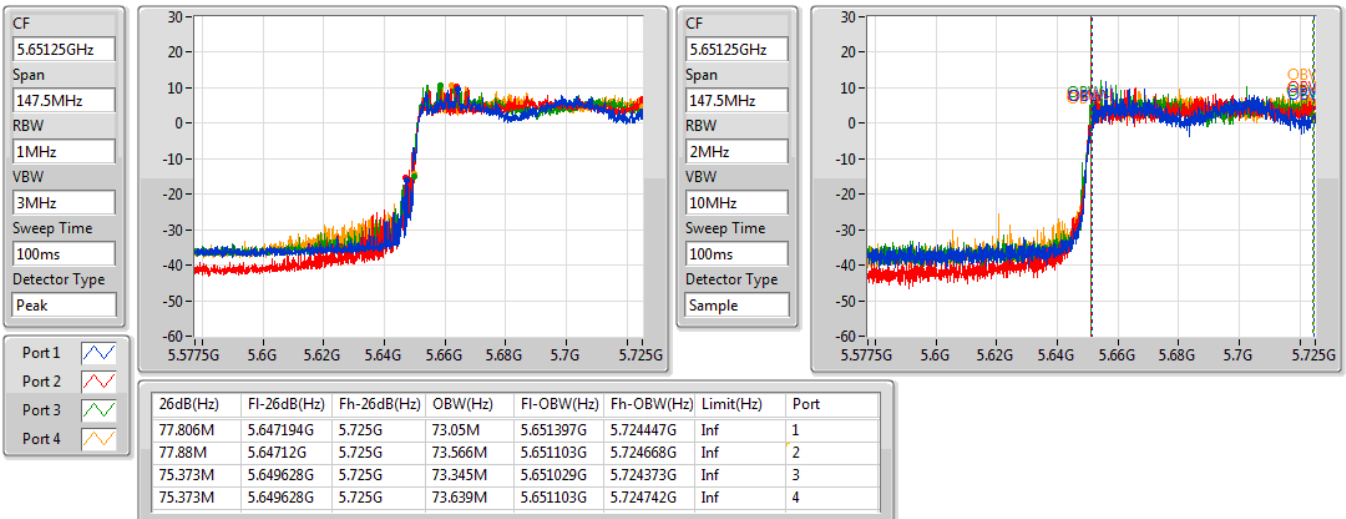 CF
5.65125GHz
Span
147.5MHz
RBW
1MHz
VBW
3MHz
Sweep Time
100ms
Detector Type
Peak
30
20
10
0
-10
-20
-30
-40
-50
-60
5.5775G 5.6G 5.62G 5.64G 5.66G 5.68G 5.7G 5.725G
CF
5.65125GHz
Span
147.5MHz
RBW
2MHz
VBW
10MHz
Sweep Time
100ms
Detector Type
Sample
30
20
10
0
-10
-20
-30
-40
-50
-60
5.5775G 5.6G 5.62G 5.64G 5.66G 5.68G 5.7G 5.725G
Port 1
Port 2
Port 3
Port 4
26dB(Hz) Fl-26dB(Hz) Fh-26dB(Hz) OBW(Hz) Fl-OBW(Hz) Fh-OBW(Hz) Limit(Hz) Port
77.806M 5.647194G 5.725G 73.05M 5.651397G 5.724447G Inf 1
77.88M 5.64712G 5.725G 73.566M 5.651103G 5.724668G Inf 2
75.373M 5.649628G 5.725G 73.345M 5.651029G 5.724373G Inf 3
75.373M 5.649628G 5.725G 73.639M 5.651103G 5.724742G Inf 4